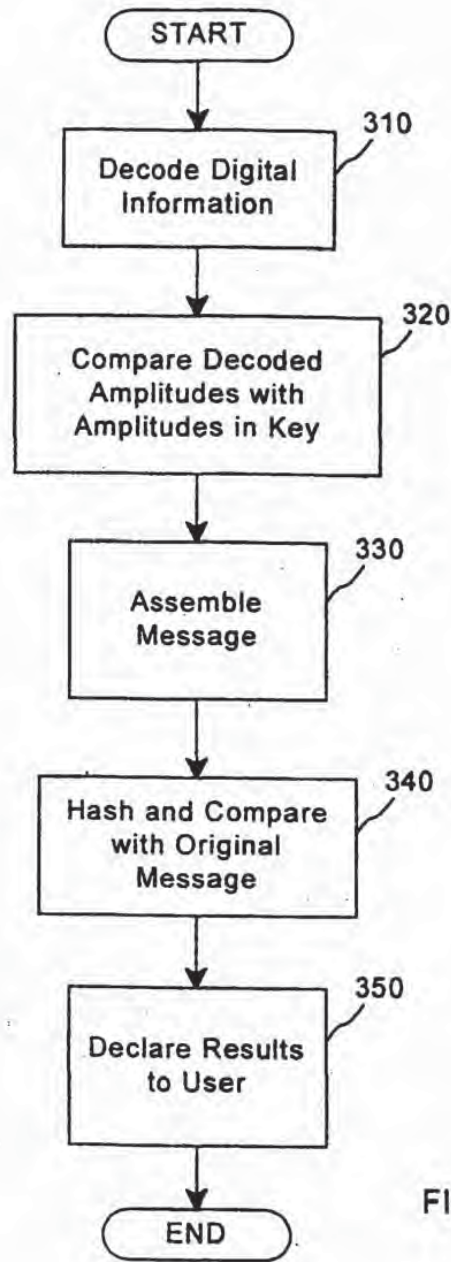 START
310
Decode Digital
Information
320
Compare Decoded
Amplitudes with
Amplitudes in Key
330
Assemble
Message
340
Hash and Compare
with Original
Message
350
Declare Results
to User
END
FI